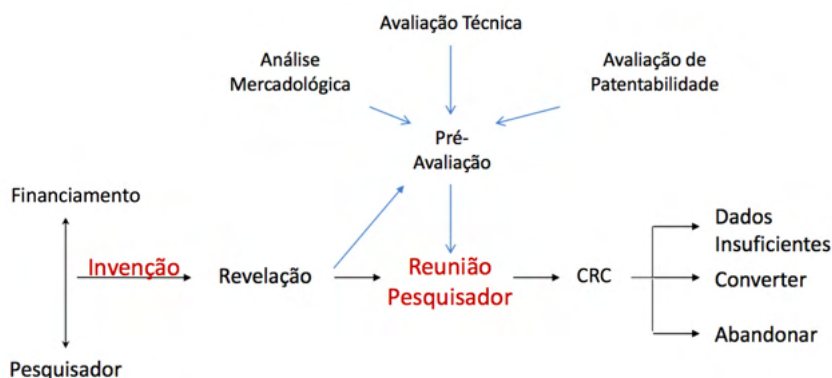 Avaliação Técnica
Análise
Mercadológica
Avaliação de
Patentabilidade
Pré-
Avaliação
Financiamento
Invenção
Revelação
Reunião
Pesquisador
CRC
Dados
Insuficientes
Converter
Abandonar
Pesquisador